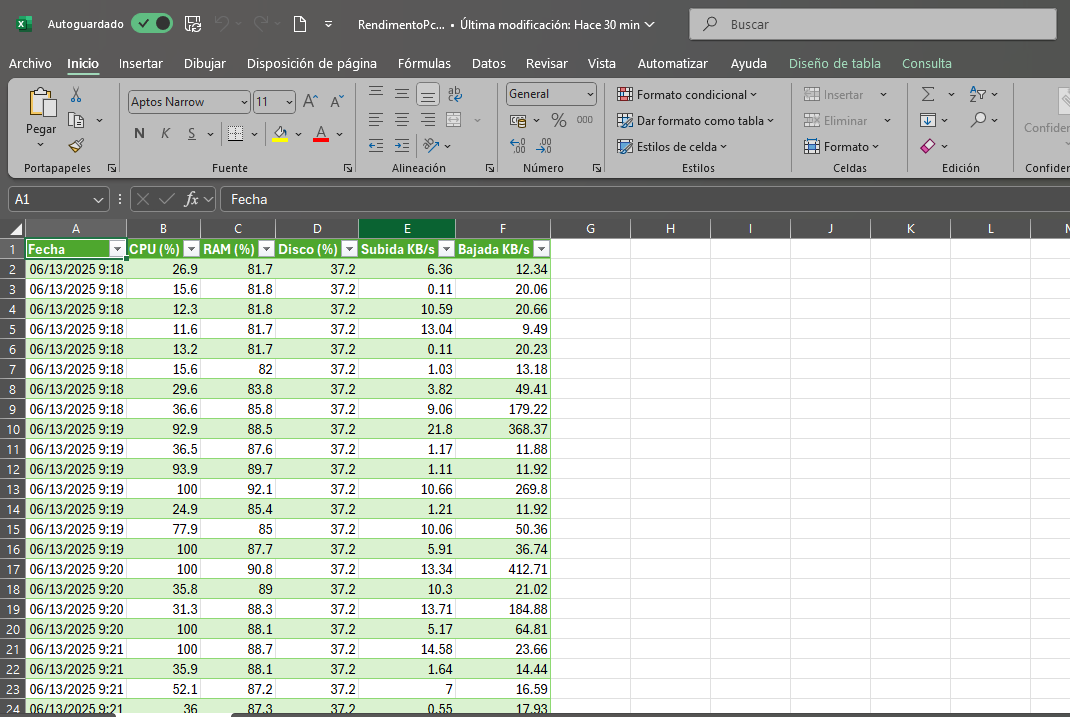 Autoguardado RendimientoPc... • Última modificación: Hace 30 min Buscar
Archivo Inicio Insertar Dibujar Disposición de página Fórmulas Datos Revisar Vista Automatizar Ayuda Diseño de tabla Consulta
Pegar Aptos Narrow 11 A A General Formato condicional Insertar
N K S A ab % 000 Dar formato como tabla Eliminar Confider
Estilos de celda Formato
Portapapeles Fuente Alineación Número Estilos Celdas Edición Confider
A1 fx Fecha
A B C D E F G H I J K L
1 Fecha CPU (%) RAM (%) Disco (%) Subida KB/s Bajada KB/s
2 06/13/2025 9:18 26.9 81.7 37.2 6.36 12.34
3 06/13/2025 9:18 15.6 81.8 37.2 0.11 20.06
4 06/13/2025 9:18 12.3 81.8 37.2 10.59 20.66
5 06/13/2025 9:18 11.6 81.7 37.2 13.04 9.49
6 06/13/2025 9:18 13.2 81.7 37.2 0.11 20.23
7 06/13/2025 9:18 15.6 82 37.2 1.03 13.18
8 06/13/2025 9:18 29.6 83.8 37.2 3.82 49.41
9 06/13/2025 9:18 36.6 85.8 37.2 9.06 179.22
10 06/13/2025 9:19 92.9 88.5 37.2 21.8 368.37
11 06/13/2025 9:19 36.5 87.6 37.2 1.17 11.88
12 06/13/2025 9:19 93.9 89.7 37.2 1.11 11.92
13 06/13/2025 9:19 100 92.1 37.2 10.66 269.8
14 06/13/2025 9:19 24.9 85.4 37.2 1.21 11.92
15 06/13/2025 9:19 77.9 85 37.2 10.06 50.36
16 06/13/2025 9:19 100 87.7 37.2 5.91 36.74
17 06/13/2025 9:20 100 90.8 37.2 13.34 412.71
18 06/13/2025 9:20 35.8 89 37.2 10.3 21.02
19 06/13/2025 9:20 31.3 88.3 37.2 13.71 184.88
20 06/13/2025 9:20 100 88.1 37.2 5.17 64.81
21 06/13/2025 9:21 100 88.7 37.2 14.58 23.66
22 06/13/2025 9:21 35.9 88.1 37.2 1.64 14.44
23 06/13/2025 9:21 52.1 87.2 37.2 7 16.59
24 06/13/2025 9:21 36 87.3 37.2 0.55 17.93